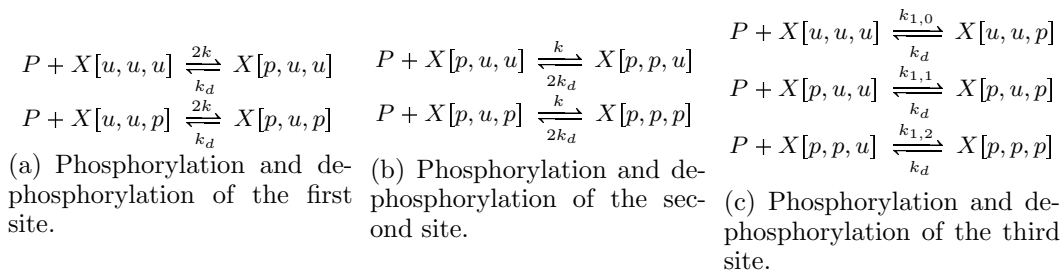 P + X[u, u, u] 2k ⇌ k_d X[p, u, u]
P + X[u, u, p] 2k ⇌ k_d X[p, u, p]
(a) Phosphorylation and de-
phosphorylation of the first
site.
P + X[p, u, u] k ⇌ 2k_d X[p, p, u]
P + X[p, u, p] k ⇌ 2k_d X[p, p, p]
(b) Phosphorylation and de-
phosphorylation of the sec-
ond site.
P + X[u, u, u] k_{1,0} ⇌ k_d X[u, u, p]
P + X[p, u, u] k_{1,1} ⇌ k_d X[p, u, p]
P + X[p, p, u] k_{1,2} ⇌ k_d X[p, p, p]
(c) Phosphorylation and de-
phosphorylation of the third
site.